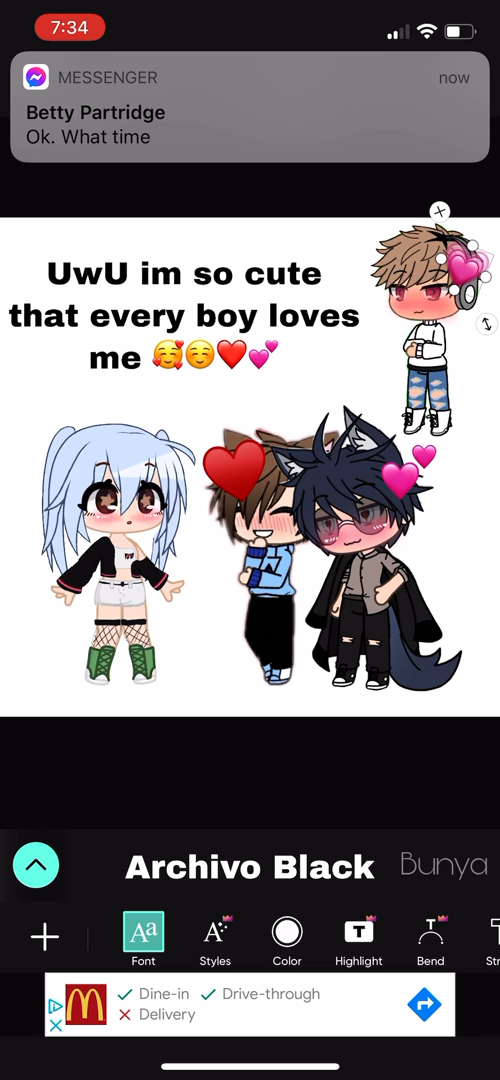 7:34
MESSENGER
now
Betty Partridge
Ok. What time
UwU im so cute
that every boy loves
me 🥰☺️❤️💕
Archivo Black
Bunya
Aa
Font
A
Styles
Color
T
Highlight
T
Bend
Dine-in
Drive-through
Delivery